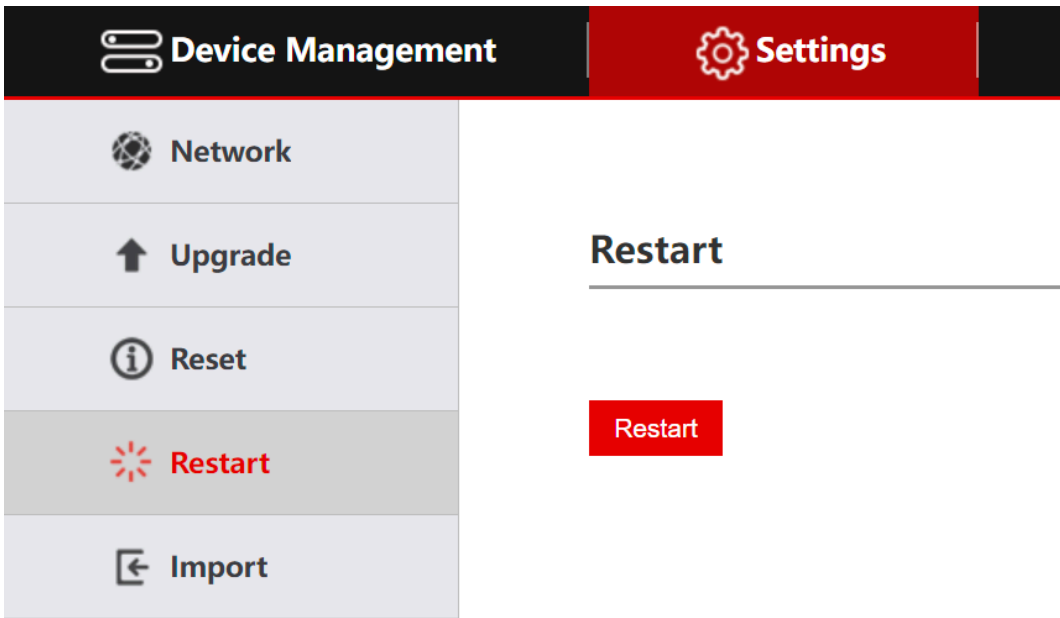 Device Management
Settings
Network
Upgrade
Reset
Restart
Import
Restart
Restart